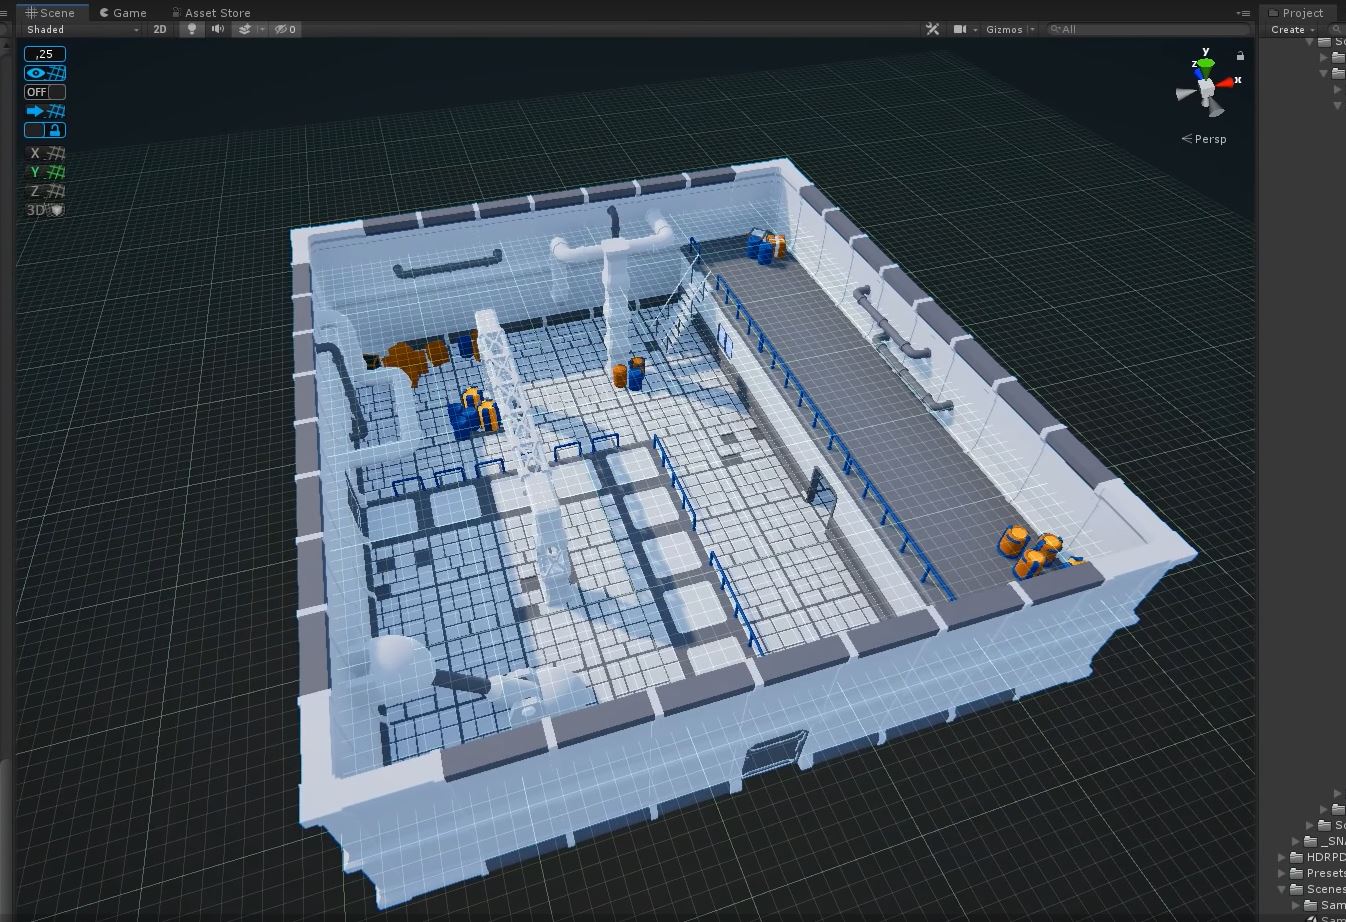 Scene Game Asset Store Project
Shaded 2D 0 Gizmos All Create
,25
OFF
X
Y
Z
3D
y
z x
Persp
HDRPD
Presets
Scenes
Sam